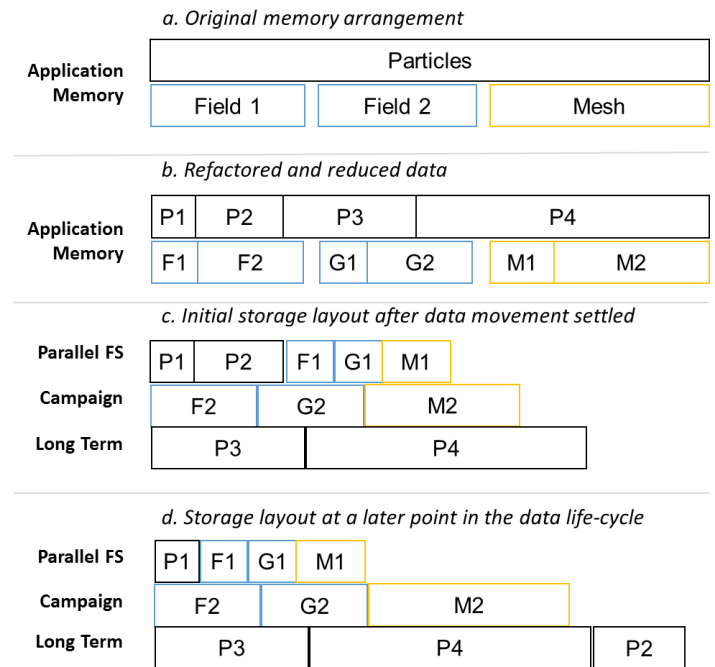 a. Original memory arrangement
Application
Memory
Particles
Field 1 Field 2 Mesh
b. Refactored and reduced data
Application
Memory
P1 P2 P3 P4
F1 F2 G1 G2 M1 M2
c. Initial storage layout after data movement settled
Parallel FS P1 P2 F1 G1 M1
Campaign F2 G2 M2
Long Term P3 P4
d. Storage layout at a later point in the data life-cycle
Parallel FS P1 F1 G1 M1
Campaign F2 G2 M2
Long Term P3 P4 P2